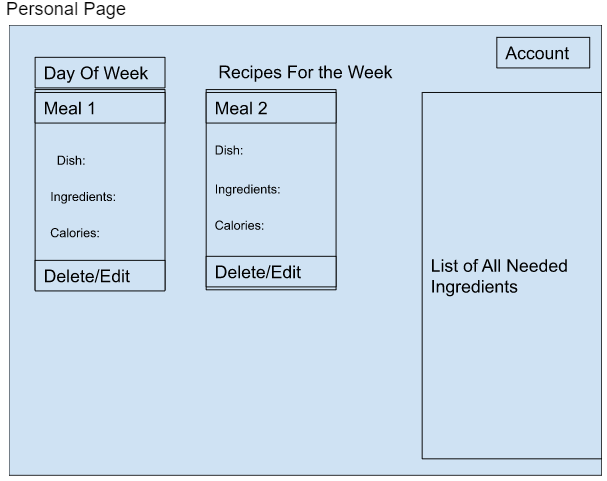 Personal Page
Account
Day Of Week
Recipes For the Week
Meal 1
Dish:
Ingredients:
Calories:
Delete/Edit
Meal 2
Dish:
Ingredients:
Calories:
Delete/Edit
List of All Needed
Ingredients